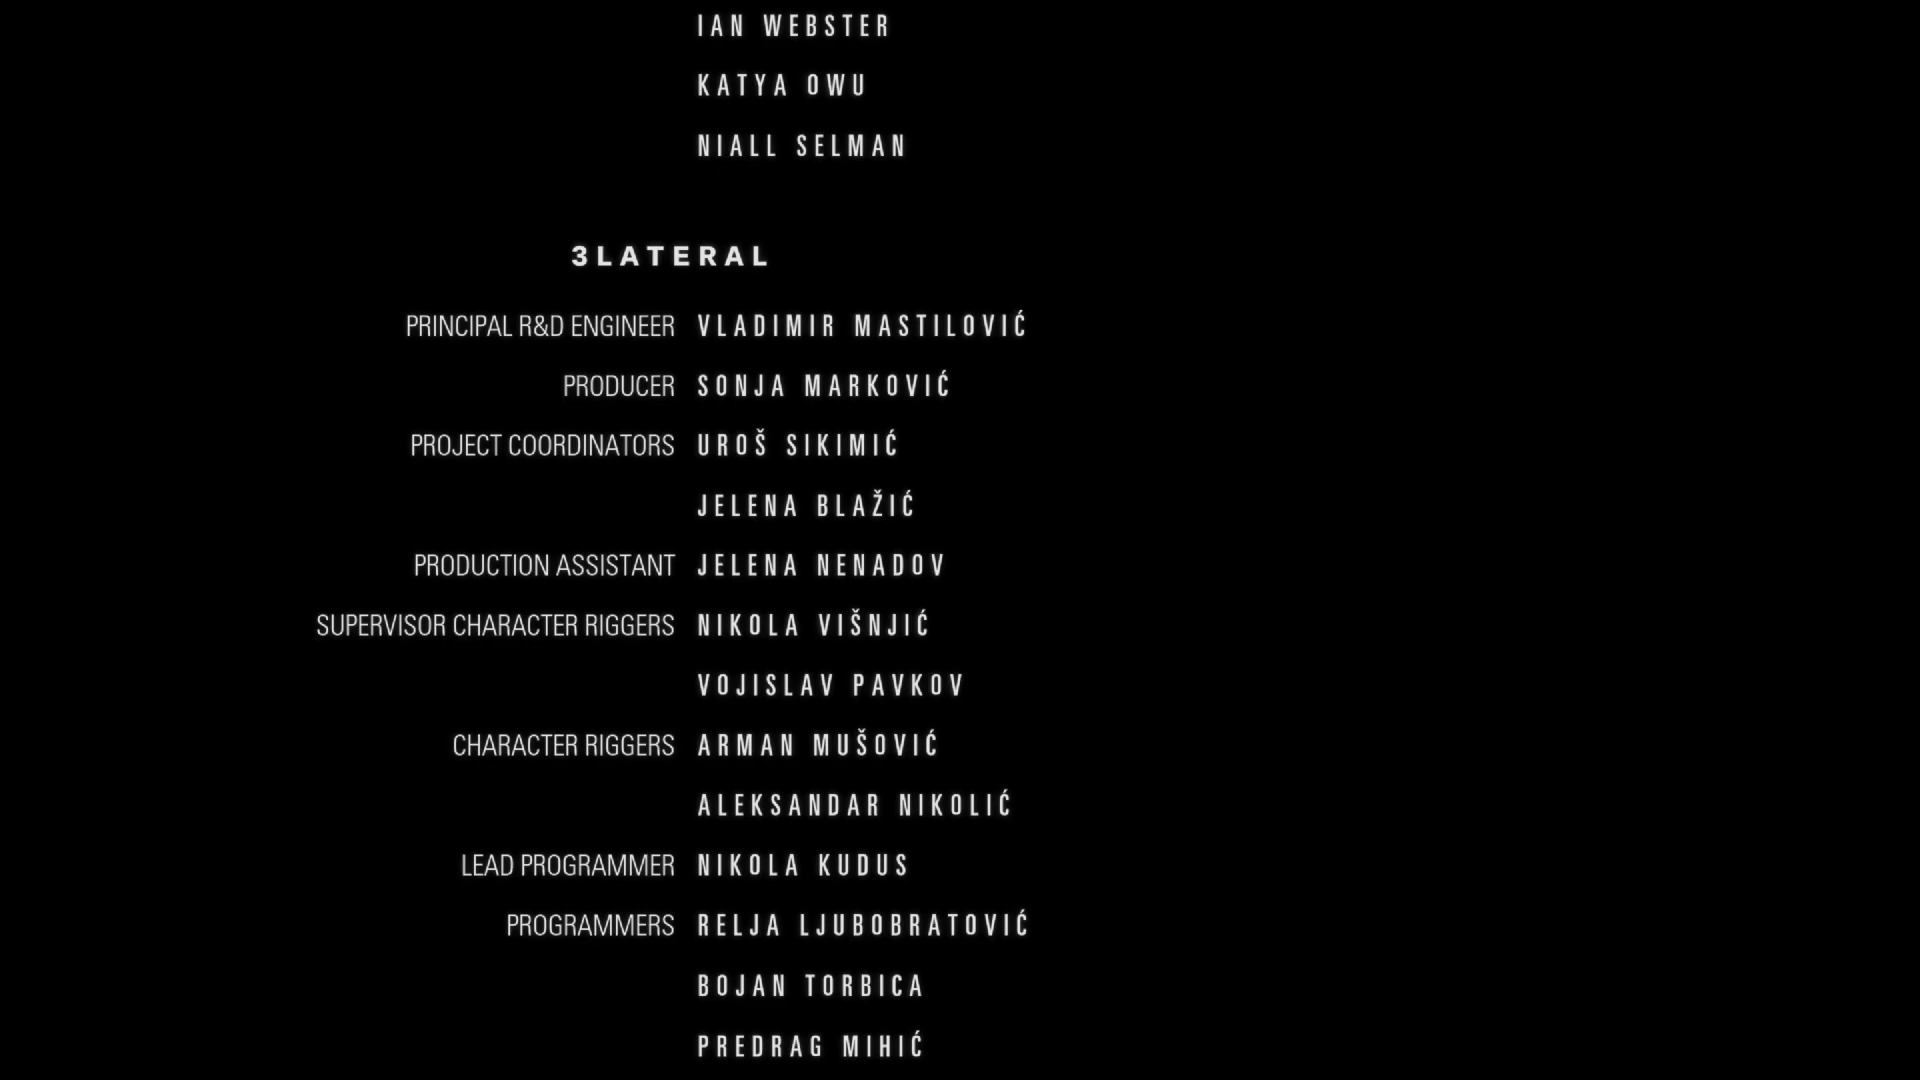 IAN WEBSTER
KATYA OWU
NIALL SELMAN
3LATERAL
PRINCIPAL R&D ENGINEER VLADIMIR MASTILOVIĆ
PRODUCER SONJA MARKOVIĆ
PROJECT COORDINATORS UROŠ SIKIMIĆ
JELENA BLAŽIĆ
PRODUCTION ASSISTANT JELENA NENADOV
SUPERVISOR CHARACTER RIGGERS NIKOLA VIŠNJIĆ
VOJISLAV PAVKOV
CHARACTER RIGGERS ARMAN MUŠOVIĆ
ALEKSANDAR NIKOLIĆ
LEAD PROGRAMMER NIKOLA KUDUS
PROGRAMMERS RELJA LJUBOBRATOVIĆ
BOJAN TORBICA
PREDRAG MIHIĆ